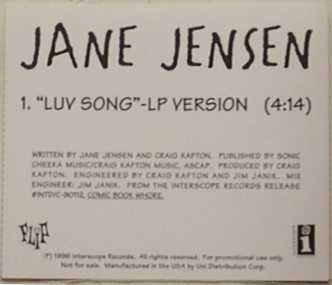 JANE JENSEN
1. "LUV SONG"-LP VERSION (4:14)
WRITTEN BY JANE JENSEN AND CRAIG KAFTON. PUBLISHED BY SONIC
CHEEKA MUSIC/CRAIG KAFTON MUSIC, ASCAP. PRODUCED BY CRAIG
KAFTON. ENGINEERED BY CRAIG KAFTON AND JIM JANIK. MIX
ENGINEER: JIM JANIK. FROM THE INTERSCOPE RECORDS RELEASE
#INTDVC-90112, COMIC BOOK WHORE.
FLIP
i
℗ 1996 Interscope Records. All rights reserved. For promotional use only.
Not for sale. Manufactured in the USA by Uni Distribution Corp.